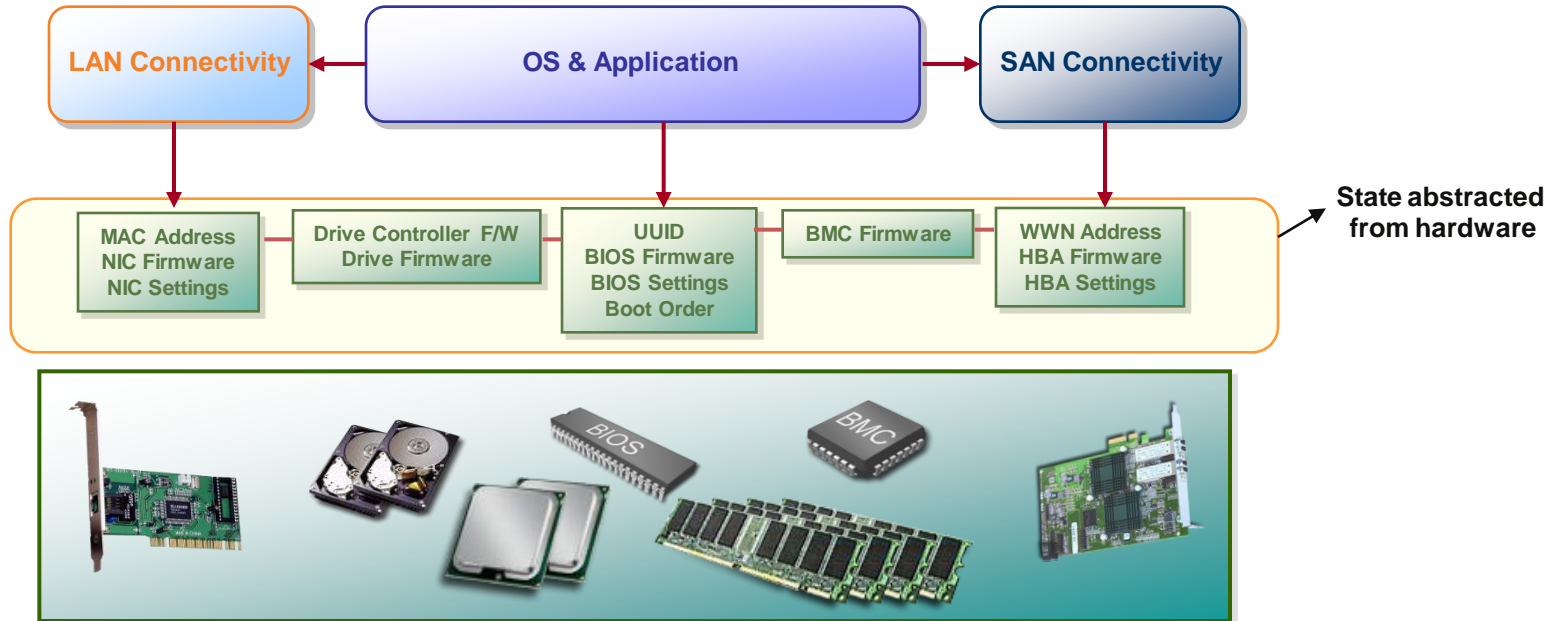 LAN Connectivity
OS & Application
SAN Connectivity
State abstracted
from hardware
MAC Address
NIC Firmware
NIC Settings
Drive Controller F/W
Drive Firmware
UUID
BIOS Firmware
BIOS Settings
Boot Order
BMC Firmware
WWN Address
HBA Firmware
HBA Settings
BIOS
BMC